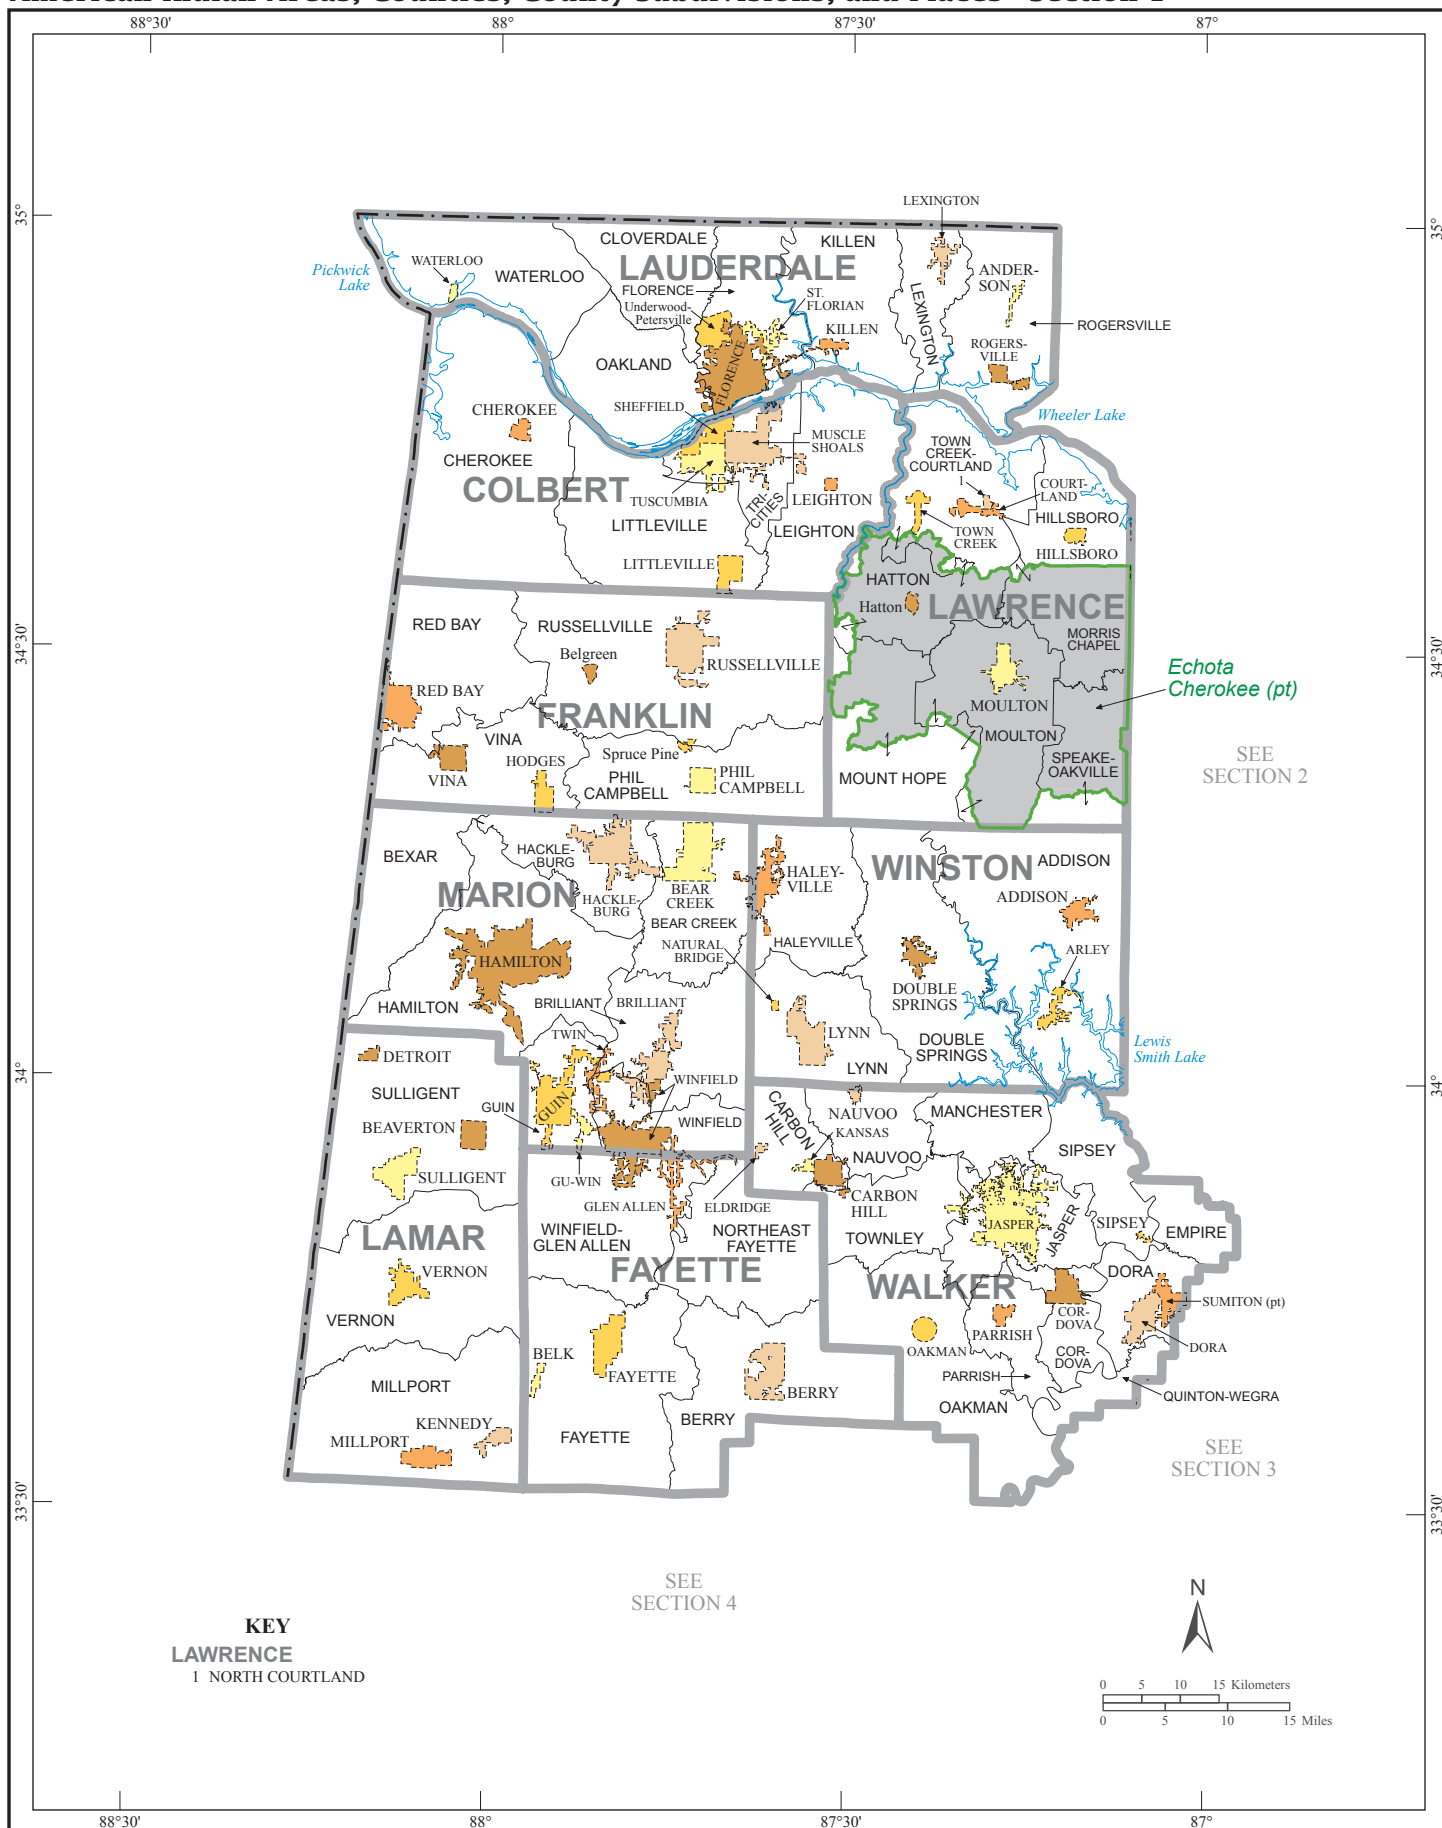 American Indian Areas, Counties, County Subdivisions, and Places—Section 1
88°30'
88°
87°30'
87°
35°
35°
LEXINGTON
CLOVERDALE
KILLEN
LAUDERDALE
Pickwick
Lake
WATERLOO
WATERLOO
ANDER-
SON
FLORENCE
ST.
FLORIAN
Underwood-
Petersville
LEXINGTON
KILLEN
ROGERSVILLE
ROGERS-
VILLE
OAKLAND
FLORENCE
SHEFFIELD
Wheeler Lake
CHEROKEE
CHEROKEE
MUSCLE
SHOALS
TOWN
CREEK-
COURTLAND
1
COURT-
LAND
COLBERT
TUSCUMBIA
TRI-
CITIES
LEIGHTON
LEIGHTON
LITTLEVILLE
HILLSBORO
TOWN
CREEK
HILLSBORO
LITTLEVILLE
HATTON
Hatton
LAWRENCE
RED BAY
RUSSELLVILLE
Belgreen
RUSSELLVILLE
MORRIS
CHAPEL
34°30'
34°30'
Echota
Cherokee (pt)
RED BAY
FRANKLIN
MOULTON
MOULTON
VINA
VINA
HODGES
Spruce Pine
PHIL
CAMPBELL
PHIL
CAMPBELL
SPEAKE-
OAKVILLE
MOUNT HOPE
SEE
SECTION 2
BEXAR
HACKLE-
BURG
HACKLE-
BURG
BEAR
CREEK
BEAR CREEK
HALEY-
VILLE
WINSTON
ADDISON
ADDISON
MARION
NATURAL
BRIDGE
HALEYVILLE
ARLEY
HAMILTON
HAMILTON
DOUBLE
SPRINGS
BRILLIANT
BRILLIANT
TWIN
LYNN
LYNN
DOUBLE
SPRINGS
Lewis
Smith Lake
34°
34°
DETROIT
SULLIGENT
GUIN
GUIN
WINFIELD
WINFIELD
CARBON
HILL
NAUVOO
KANSAS
NAUVOO
MANCHESTER
SIPSEY
BEAVERTON
SULLIGENT
GU-WIN
GLEN ALLEN
ELDRIDGE
CARBON
HILL
LAMAR
WINFIELD-
GLEN ALLEN
NORTHEAST
FAYETTE
TOWNLEY
JASPER
JASPER
SIPSEY
EMPIRE
FAYETTE
VERNON
VERNON
WALKER
DORA
SUMITON (pt)
COR-
DOVA
PARRISH
OAKMAN
COR-
DOVA
DORA
BELK
FAYETTE
PARRISH
QUINTON-WEGRA
MILLPORT
BERRY
OAKMAN
KENNEDY
BERRY
MILLPORT
FAYETTE
SEE
SECTION 3
33°30'
33°30'
SEE
SECTION 4
N
KEY
LAWRENCE
1 NORTH COURTLAND
0 5 10 15 Kilometers
0 5 10 15 Miles
88°30'
88°
87°30'
87°